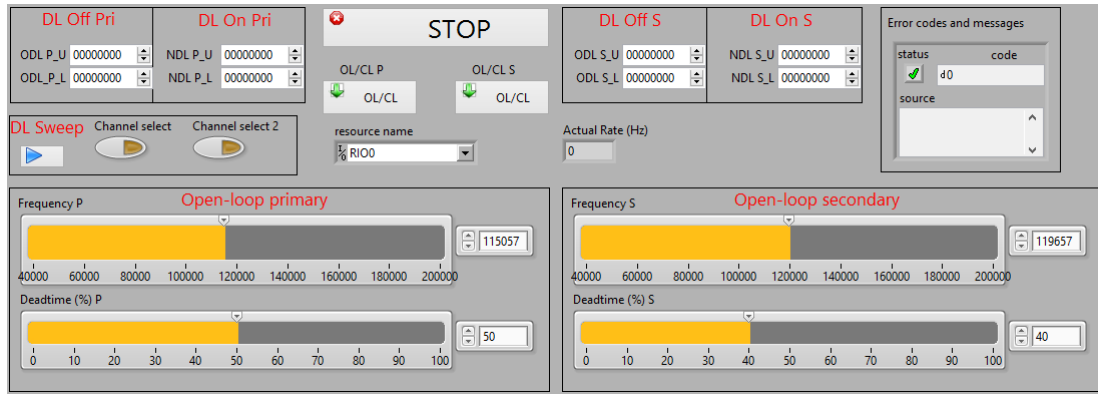 DL Off Pri
DL On Pri
ODL P_U 00000000
NDL P_U 00000000
ODL_P_L 00000000
NDL P_L 00000000
STOP
OL/CL P
OL/CL S
OL/CL
OL/CL
resource name
I/O RIO0
DL Off S
DL On S
ODL S_U 00000000
NDL S_U 00000000
ODL S_L 00000000
NDL S_L 00000000
Actual Rate (Hz)
0
Error codes and messages
status
code
d0
source
DL Sweep
Channel select
Channel select 2
Frequency P
Open-loop primary
115057
40000 60000 80000 100000 120000 140000 160000 180000 200000
Deadtime (%) P
50
0 10 20 30 40 50 60 70 80 90 100
Frequency S
Open-loop secondary
119657
40000 60000 80000 100000 120000 140000 160000 180000 200000
Deadtime (%) S
40
0 10 20 30 40 50 60 70 80 90 100